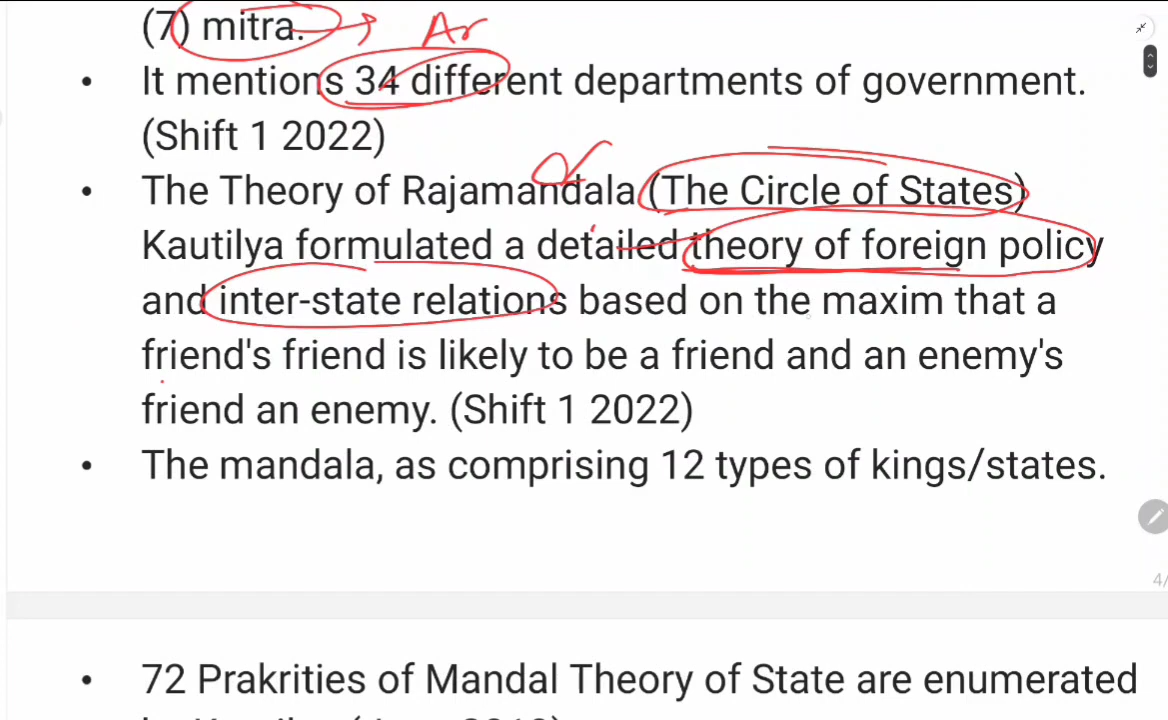 (7) mitra. → Ar
• It mentions 34 different departments of government.
(Shift 1 2022)
• The Theory of Rajamandala (The Circle of States)
Kautilya formulated a detailed theory of foreign policy
and inter-state relations based on the maxim that a
friend's friend is likely to be a friend and an enemy's
friend an enemy. (Shift 1 2022)
• The mandala, as comprising 12 types of kings/states.
4/
• 72 Prakrities of Mandal Theory of State are enumerated